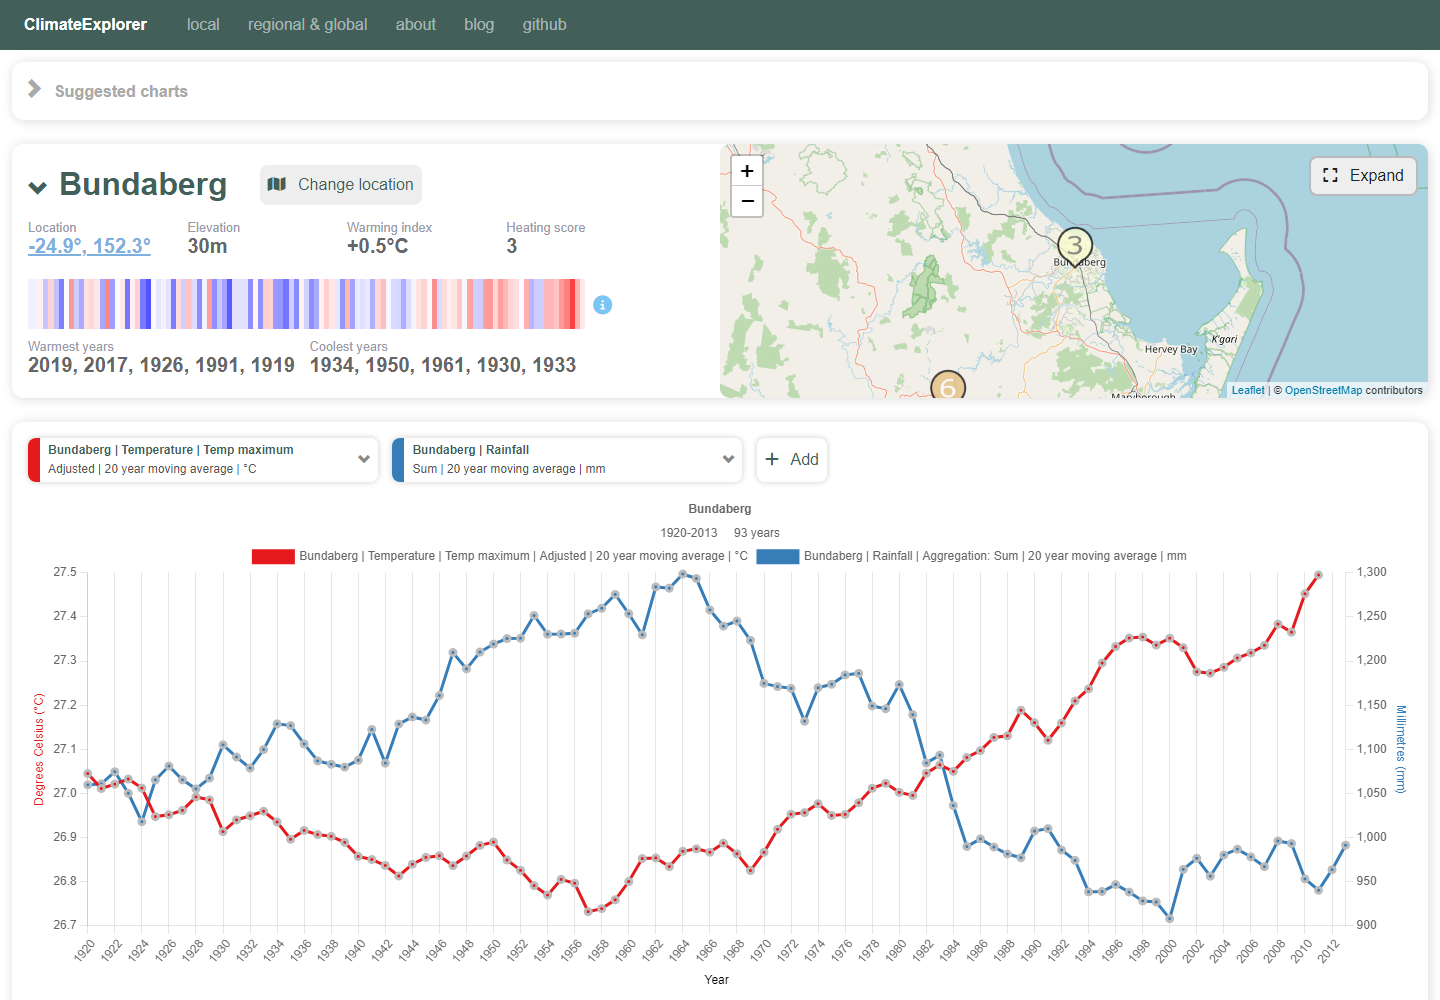 ClimateExplorer local regional & global about blog github
Suggested charts
Bundaberg Change location
Location Elevation Warming index Heating score
-24.9°, 152.3° 30m +0.5°C 3
Warmest years Coolest years
2019, 2017, 1926, 1991, 1919 1934, 1950, 1961, 1930, 1933
+
−
Expand
3
Bundaberg
K'gari
Hervey Bay
6
Maryborough
Leaflet | © OpenStreetMap contributors
Bundaberg | Temperature | Temp maximum
Adjusted | 20 year moving average | °C
Bundaberg | Rainfall
Sum | 20 year moving average | mm
+ Add
Bundaberg
1920-2013 93 years
Bundaberg | Temperature | Temp maximum | Adjusted | 20 year moving average | °C Bundaberg | Rainfall | Aggregation: Sum | 20 year moving average | mm
27.5 1,300
27.4 1,250
27.3 1,200
27.2 1,150
27.1 1,100
27.0 1,050
26.9 1,000
26.8 950
26.7 900
Degrees Celsius (°C)
Millimetres (mm)
1920 1922 1924 1926 1928 1930 1932 1934 1936 1938 1940 1942 1944 1946 1948 1950 1952 1954 1956 1958 1960 1962 1964 1966 1968 1970 1972 1974 1976 1978 1980 1982 1984 1986 1988 1990 1992 1994 1996 1998 2000 2002 2004 2006 2008 2010 2012
Year